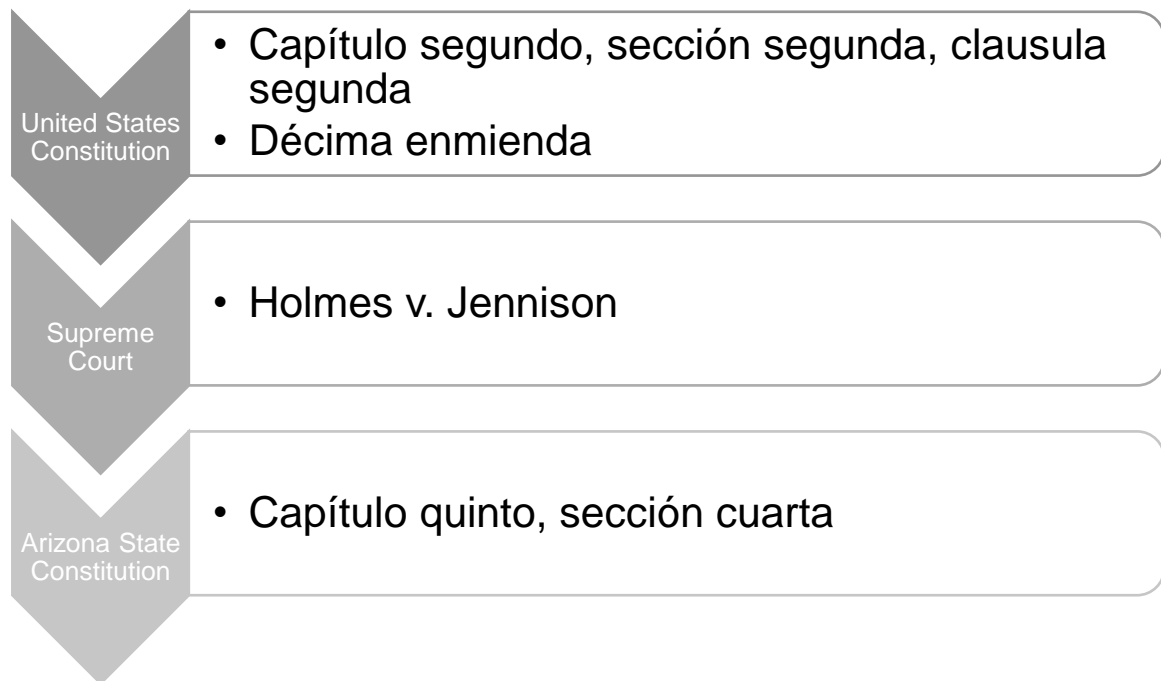 United States
Constitution
• Capítulo segundo, sección segunda, clausula
segunda
• Décima enmienda
Supreme
Court
• Holmes v. Jennison
Arizona State
Constitution
• Capítulo quinto, sección cuarta